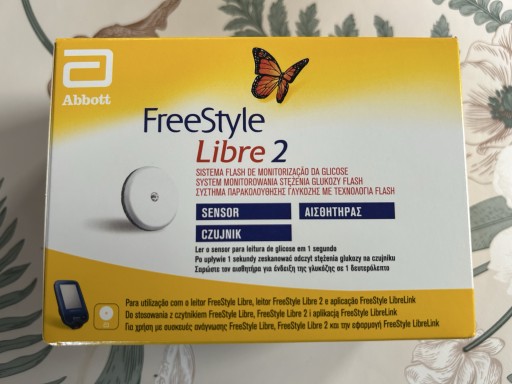 Abbott
FreeStyle
Libre 2
SISTEMA FLASH DE MONITORIZAÇÃO DA GLICOSE
SYSTEM MONITOROWANIA STĘŻENIA GLUKOZY FLASH
ΣΥΣΤΗΜΑ ΠΑΡΑΚΟΛΟΥΘΗΣΗΣ ΓΛΥΚΟΖΗΣ ΜΕ ΤΕΧΝΟΛΟΓΙΑ FLASH
SENSOR ΑΙΣΘΗΤΗΡΑΣ
CZUJNIK
Ler o sensor para leitura de glicose em 1 segundo
Po upływie 1 sekundy zeskanować odczyt stężenia glukozy na czujniku
Σαρώστε τον αισθητήρα για ένδειξη της γλυκόζης σε 1 δευτερόλεπτο
Para utilização com o leitor FreeStyle Libre, leitor FreeStyle Libre 2 e aplicação FreeStyle LibreLink
Do stosowania z czytnikiem FreeStyle Libre, FreeStyle Libre 2 i aplikacją FreeStyle LibreLink
Για χρήση με συσκευές ανάγνωσης FreeStyle Libre, FreeStyle Libre 2 και την εφαρμογή FreeStyle LibreLink